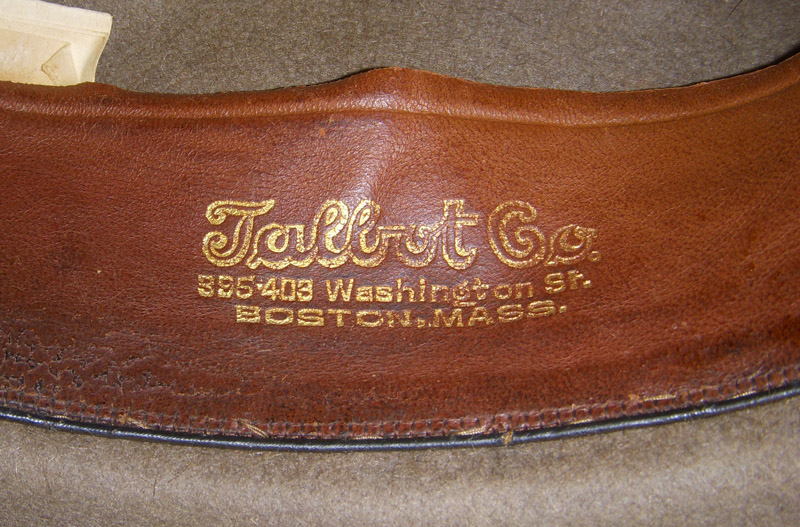 Talbot Co.
395-403 Washington St.
BOSTON, MASS.